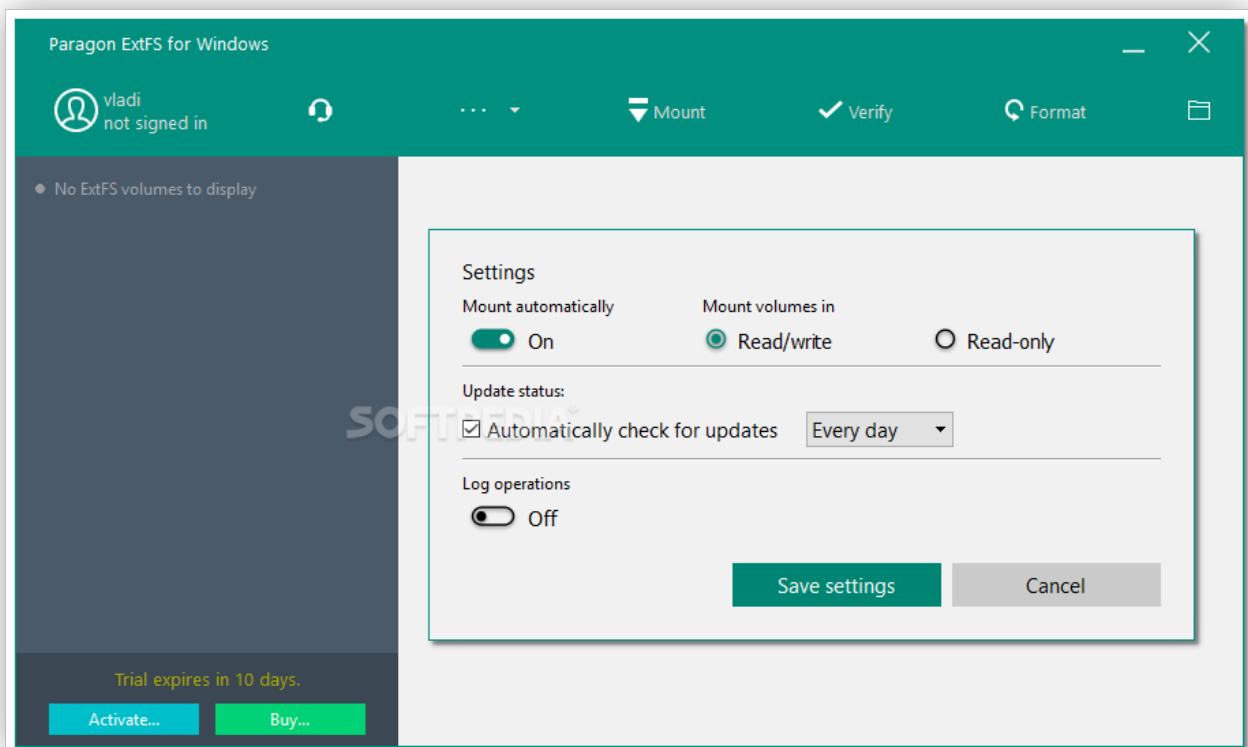 Paragon ExtFS for Windows
vladi
not signed in
... Mount Verify Format
No ExtFS volumes to display
Settings
Mount automatically Mount volumes in
On Read/write Read-only
Update status:
SOFTPEDIA®
Automatically check for updates Every day
Log operations
Off
Save settings Cancel
Trial expires in 10 days.
Activate... Buy...